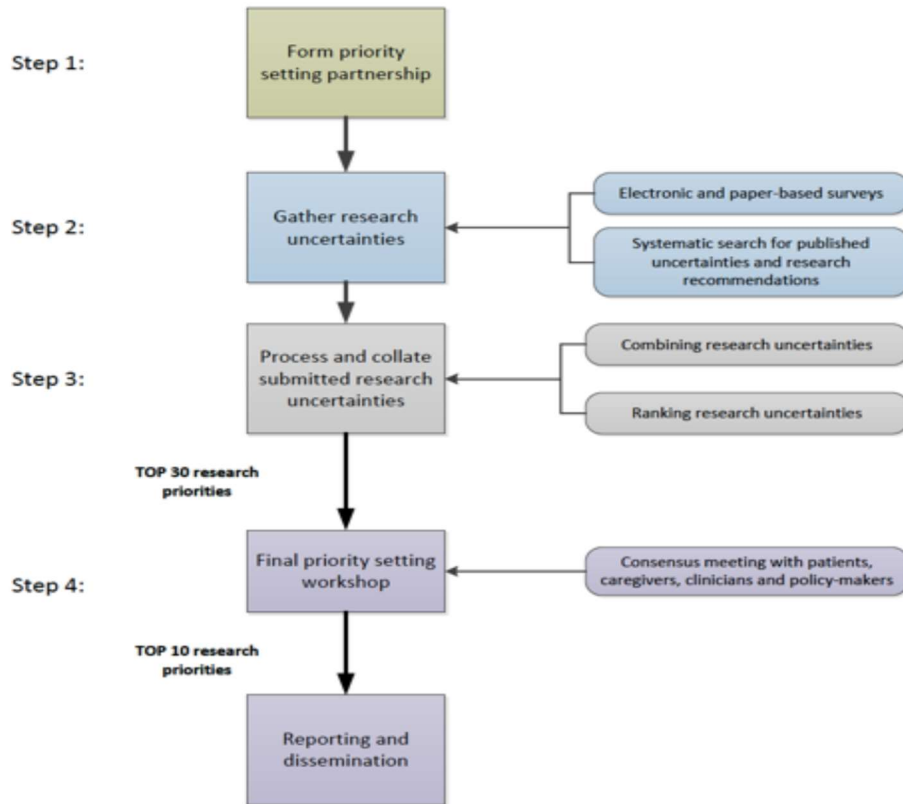 Step 1:
Form priority
setting partnership
Step 2:
Gather research
uncertainties
Electronic and paper-based surveys
Systematic search for published
uncertainties and research
recommendations
Step 3:
Process and collate
submitted research
uncertainties
Combining research uncertainties
Ranking research uncertainties
TOP 30 research
priorities
Step 4:
Final priority setting
workshop
Consensus meeting with patients,
caregivers, clinicians and policy-makers
TOP 10 research
priorities
Reporting and
dissemination